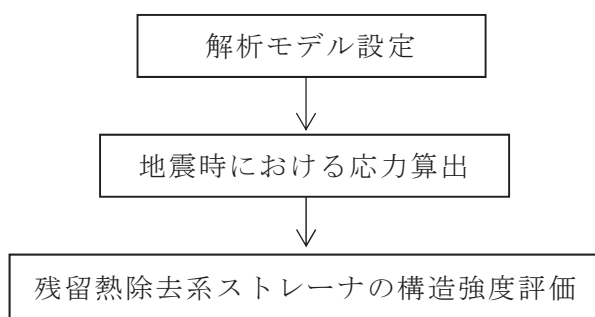 解析モデル設定
地震時における応力算出
残留熱除去系ストレーナの構造強度評価